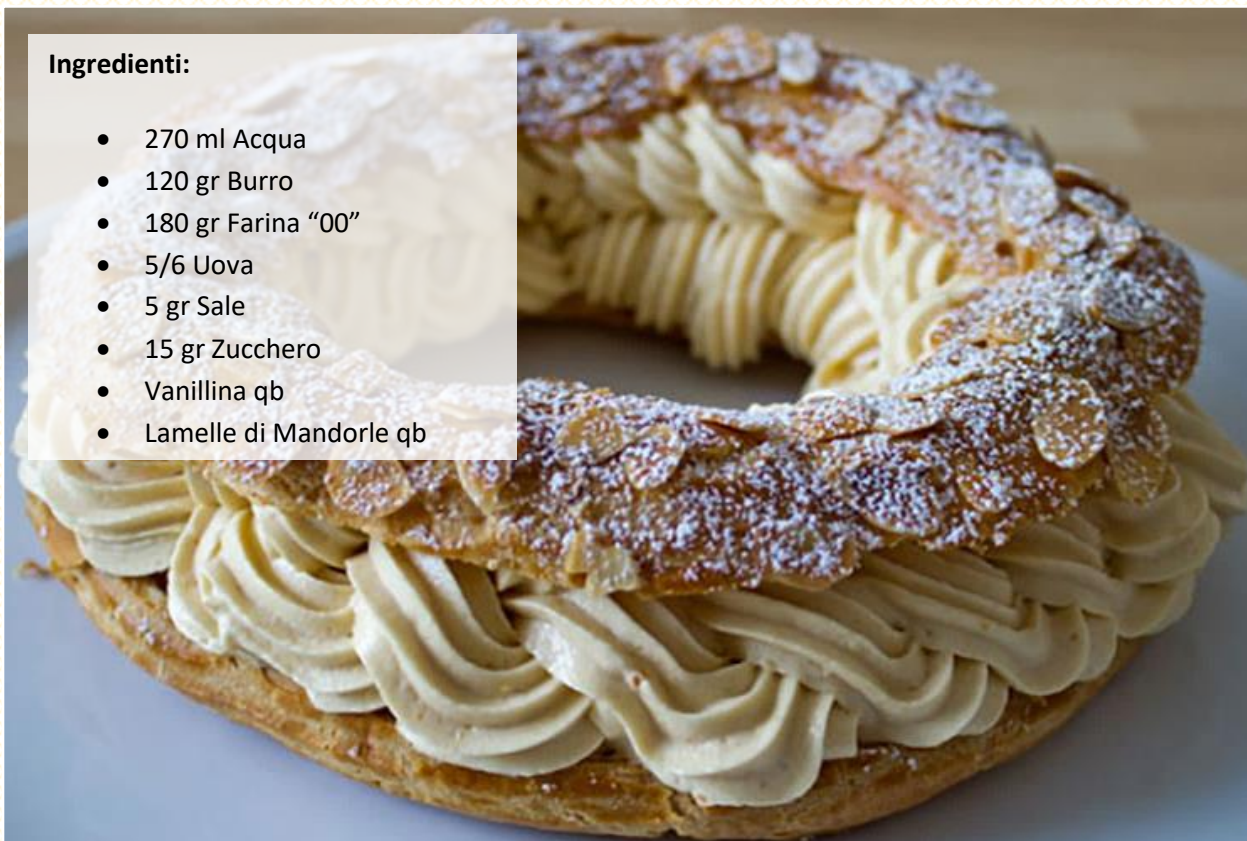 Ingredienti:
• 270 ml Acqua
• 120 gr Burro
• 180 gr Farina “00”
• 5/6 Uova
• 5 gr Sale
• 15 gr Zucchero
• Vanillina qb
• Lamelle di Mandorle qb